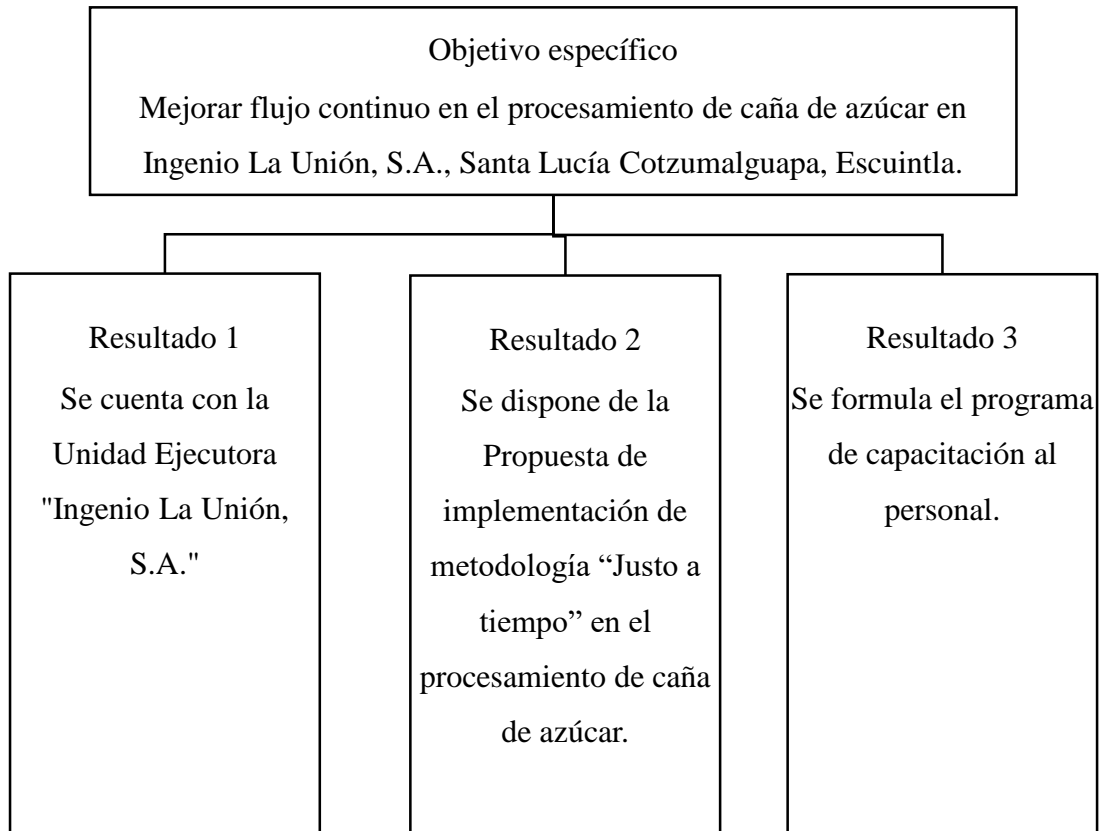 Objetivo específico
Mejorar flujo continuo en el procesamiento de caña de azúcar en
Ingenio La Unión, S.A., Santa Lucía Cotzumalguapa, Escuintla.
Resultado 1
Se cuenta con la
Unidad Ejecutora
"Ingenio La Unión,
S.A."
Resultado 2
Se dispone de la
Propuesta de
implementación de
metodología “Justo a
tiempo” en el
procesamiento de caña
de azúcar.
Resultado 3
Se formula el programa
de capacitación al
personal.